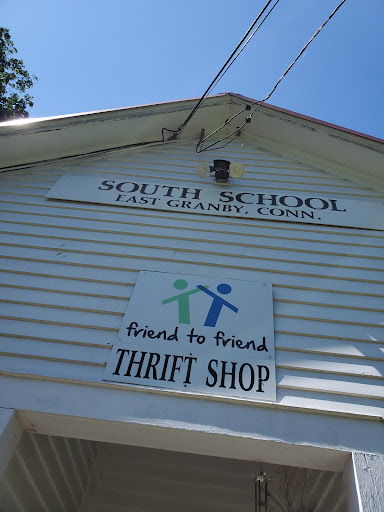 SOUTH SCHOOL
EAST GRANBY, CONN.
friend to friend
THRIFT SHOP